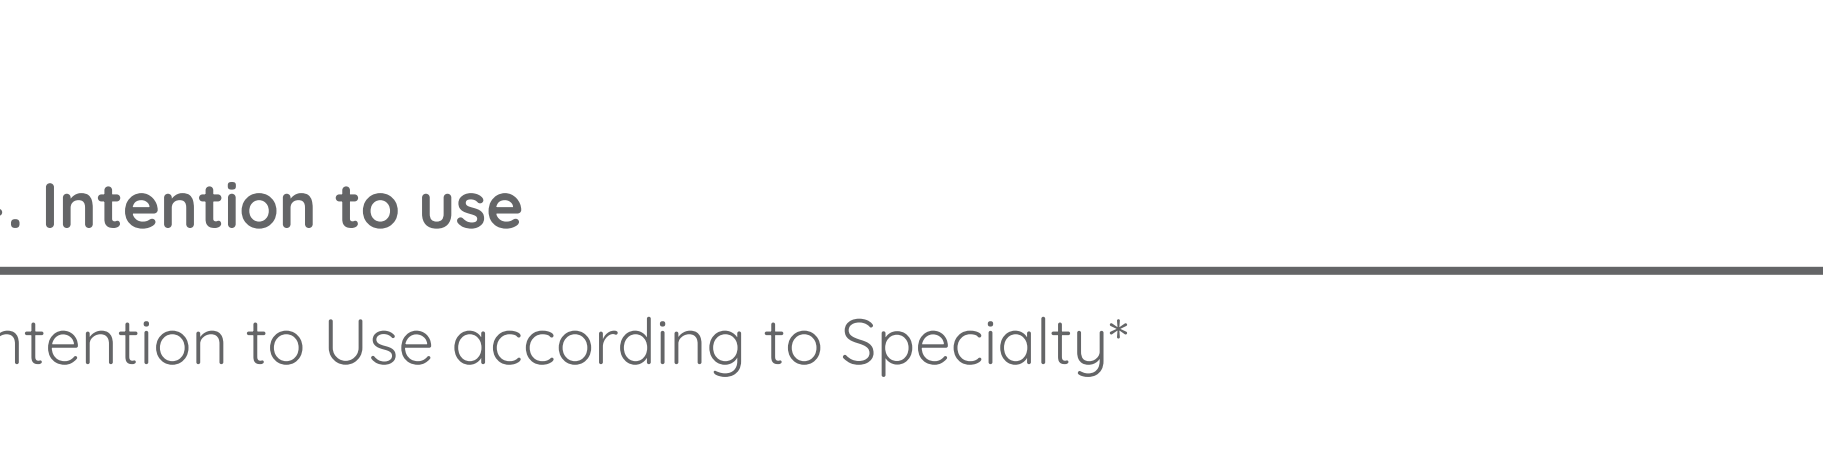 . Intention to use
ntention to Use according to Specialty*